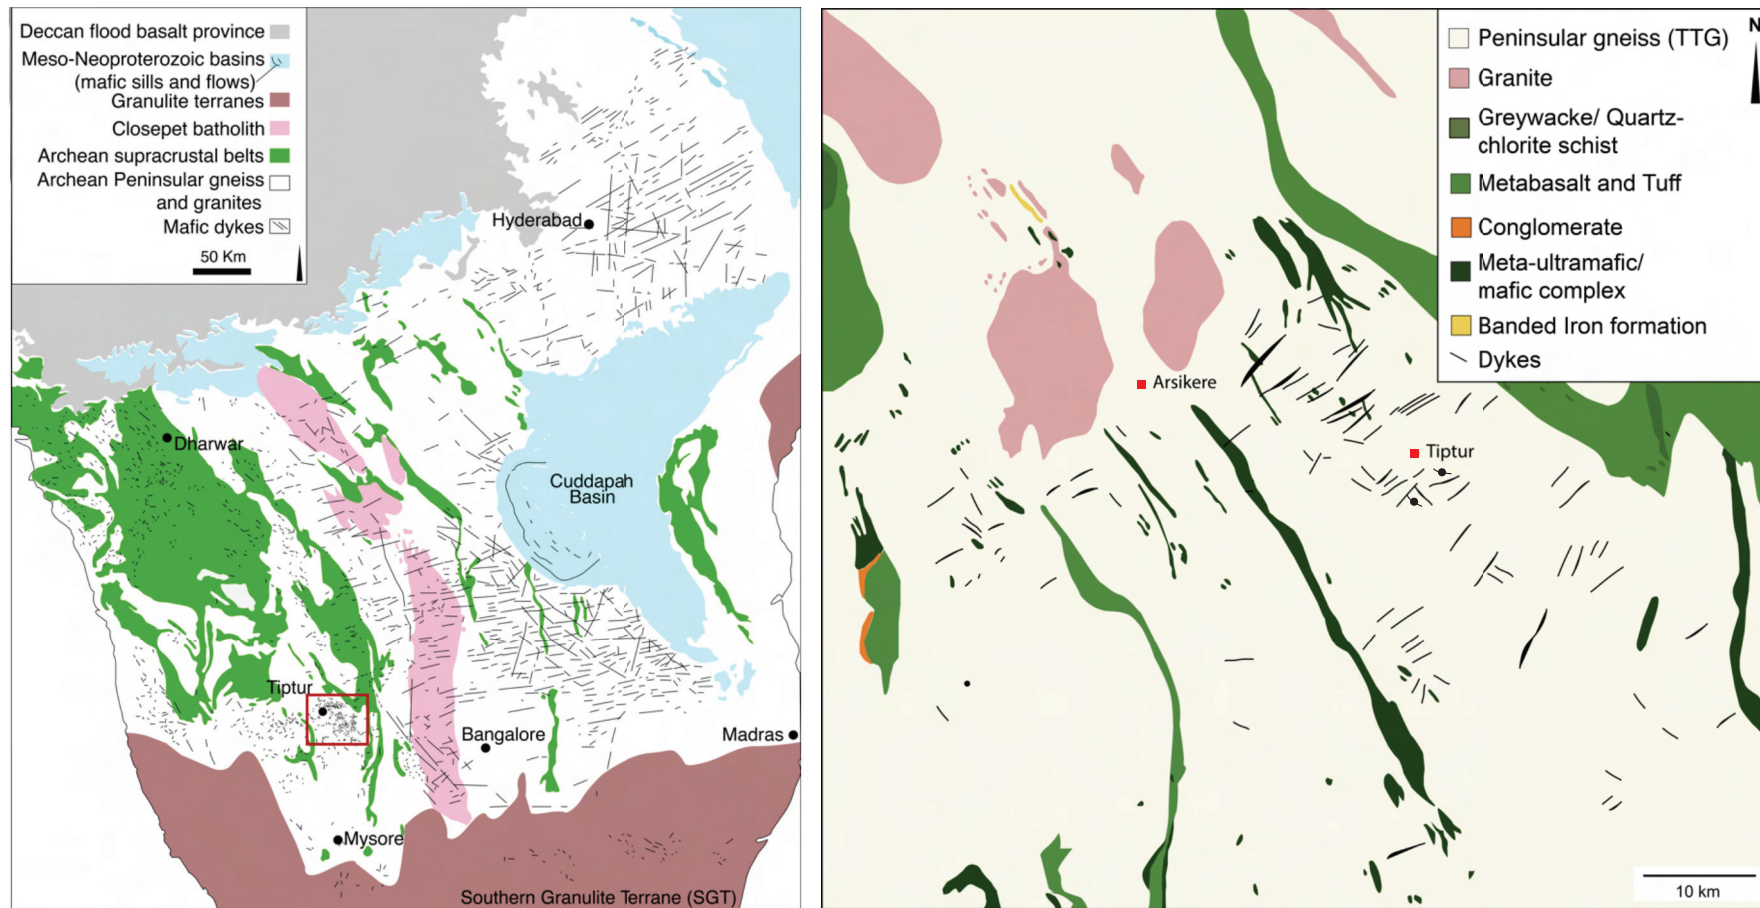 Deccan flood basalt province
Meso-Neoproterozoic basins
(mafic sills and flows)
Granulite terranes
Closepet batholith
Archean supracrustal belts
Archean Peninsular gneiss
and granites
Mafic dykes
50 Km
Hyderabad
Dharwar
Cuddapah
Basin
Tiptur
Bangalore
Madras
Mysore
Southern Granulite Terrane (SGT)
N
Peninsular gneiss (TTG)
Granite
Greywacke/ Quartz-
chlorite schist
Metabasalt and Tuff
Conglomerate
Meta-ultramafic/
mafic complex
Banded Iron formation
Dykes
Arsikere
Tiptur
10 km